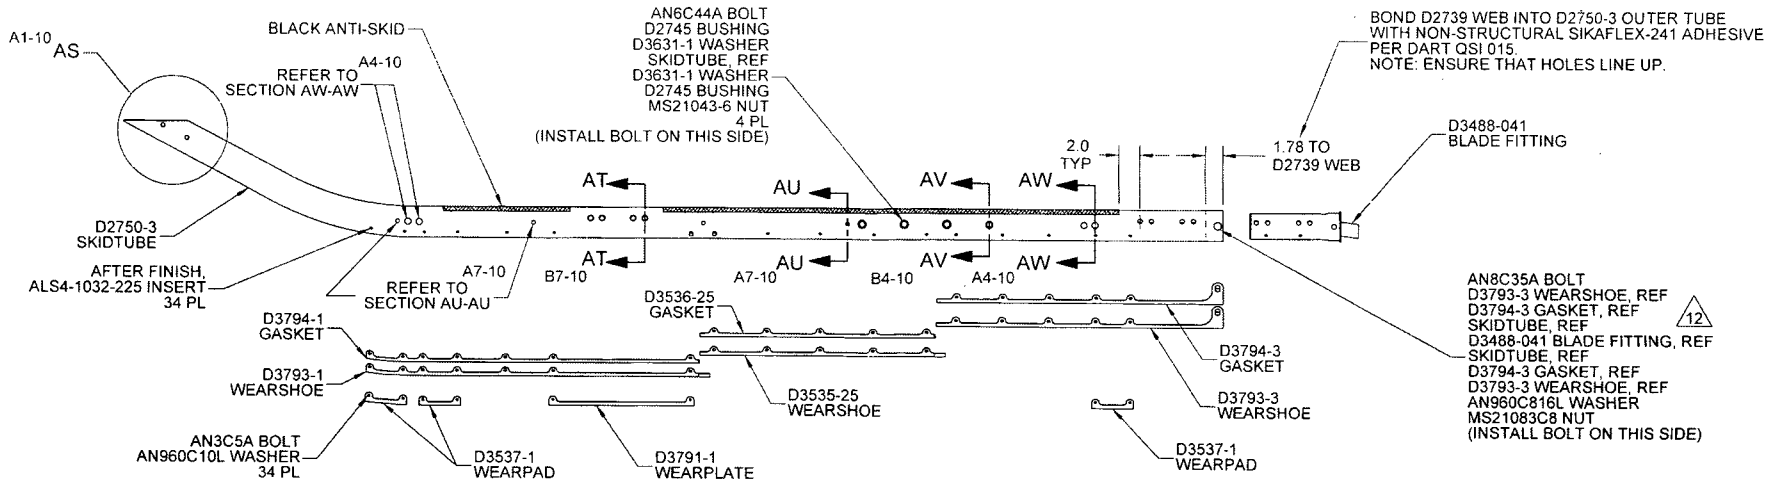 A1-10
AS
BLACK ANTI-SKID
A4-10
REFER TO
SECTION AW-AW
AN6C44A BOLT
D2745 BUSHING
D3631-1 WASHER
SKIDTUBE, REF
D3631-1 WASHER
D2745 BUSHING
MS21043-6 NUT
4 PL
(INSTALL BOLT ON THIS SIDE)
BOND D2739 WEB INTO D2750-3 OUTER TUBE
WITH NON-STRUCTURAL SIKAFLEX-241 ADHESIVE
PER DART QSI 015.
NOTE: ENSURE THAT HOLES LINE UP.
D3488-041
BLADE FITTING
2.0
TYP
1.78 TO
D2739 WEB
AT
AU
AV
AW
D2750-3
SKIDTUBE
AFTER FINISH,
ALS4-1032-225 INSERT
34 PL
REFER TO
SECTION AU-AU
A7-10
B7-10
AT
A7-10
AU
B4-10
AV
A4-10
AW
D3794-1
GASKET
D3793-1
WEARSHOE
AN3C5A BOLT
AN960C10L WASHER
34 PL
D3537-1
WEARPAD
D3791-1
WEARPLATE
D3536-25
GASKET
D3535-25
WEARSHOE
D3794-3
GASKET
D3793-3
WEARSHOE
D3537-1
WEARPAD
AN8C35A BOLT
D3793-3 WEARSHOE, REF
D3794-3 GASKET, REF
SKIDTUBE, REF
D3488-041 BLADE FITTING, REF
SKIDTUBE, REF
D3794-3 GASKET, REF
D3793-3 WEARSHOE, REF
AN960C816L WASHER
MS21083C8 NUT
(INSTALL BOLT ON THIS SIDE)
12